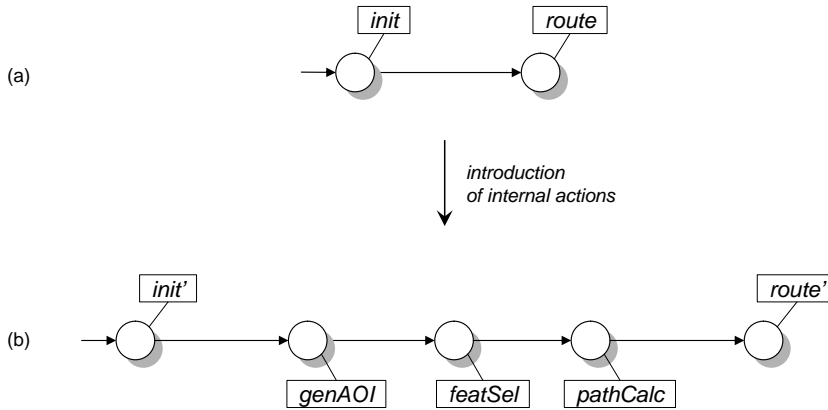 init
route
(a)
introduction
of internal actions
init’
route’
(b)
genAOI
featSel
pathCalc